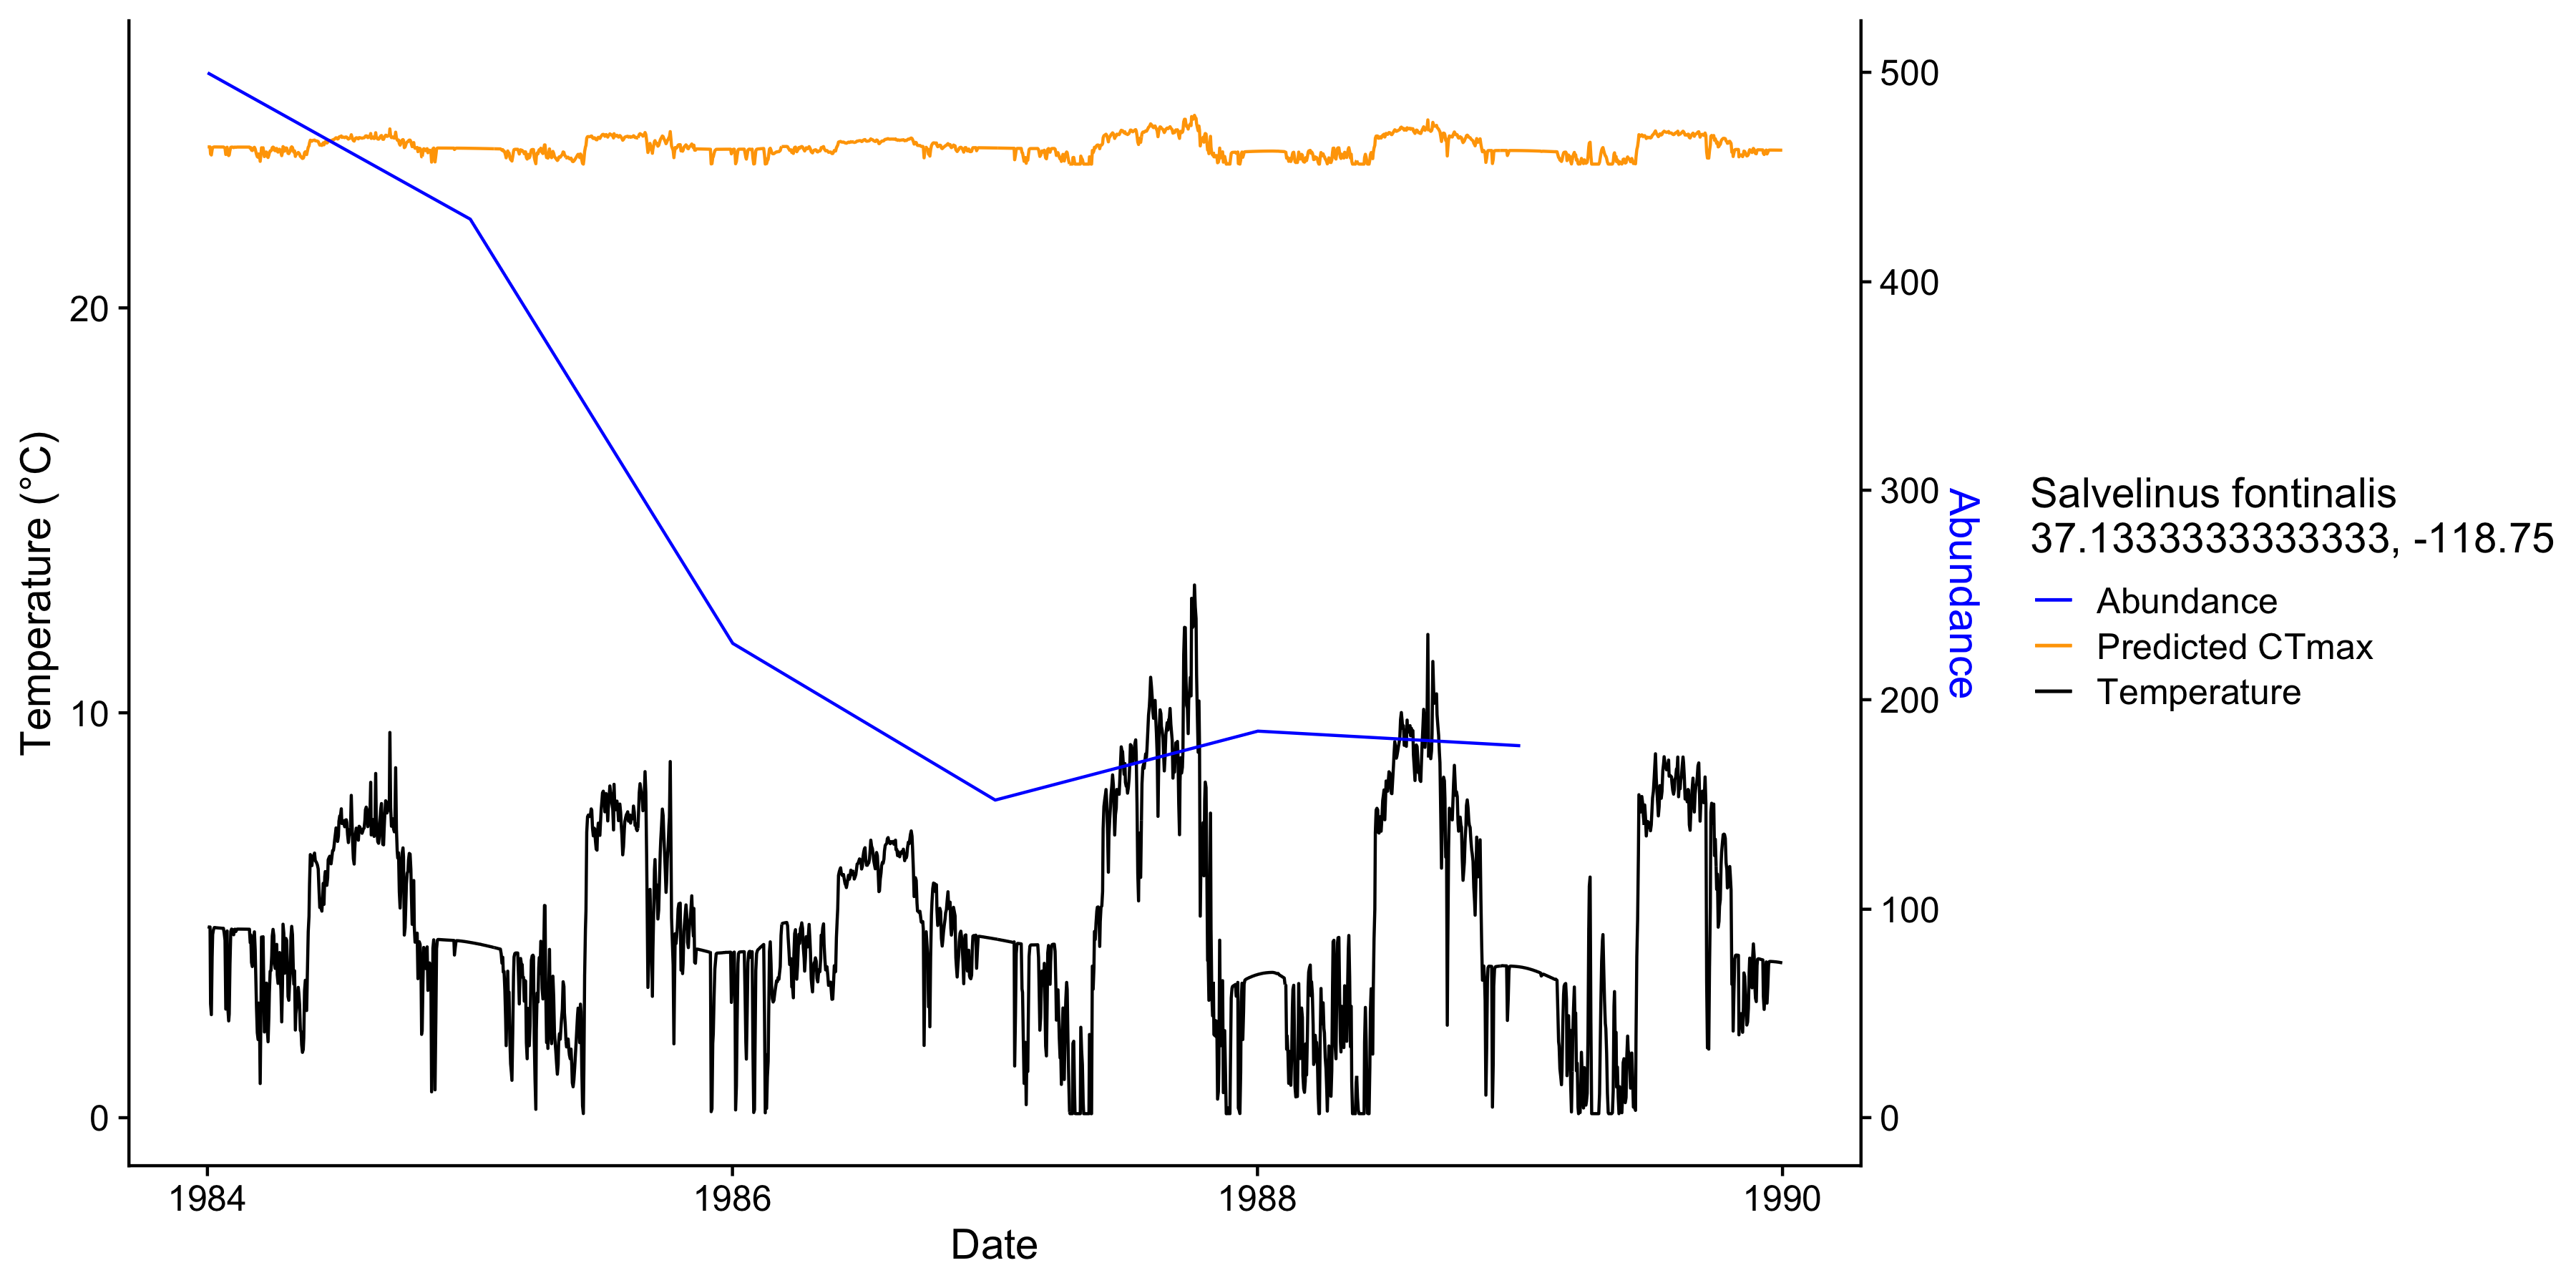 Temperature (°C)
20
10
0
1984
1986
1988
1990
Date
500
400
300
200
100
0
Abundance
Salvelinus fontinalis
37.1333333333333, -118.75
Abundance
Predicted CTmax
Temperature